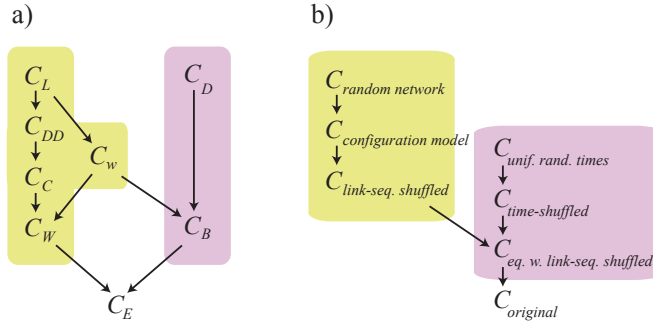 a)
b)
C_L
C_D
C_DD
C_w
C_C
C_W
C_B
C_E
C_random network
C_configuration model
C_link-seq. shuffled
C_unif. rand. times
C_time-shuffled
C_eq. w. link-seq. shuffled
C_original